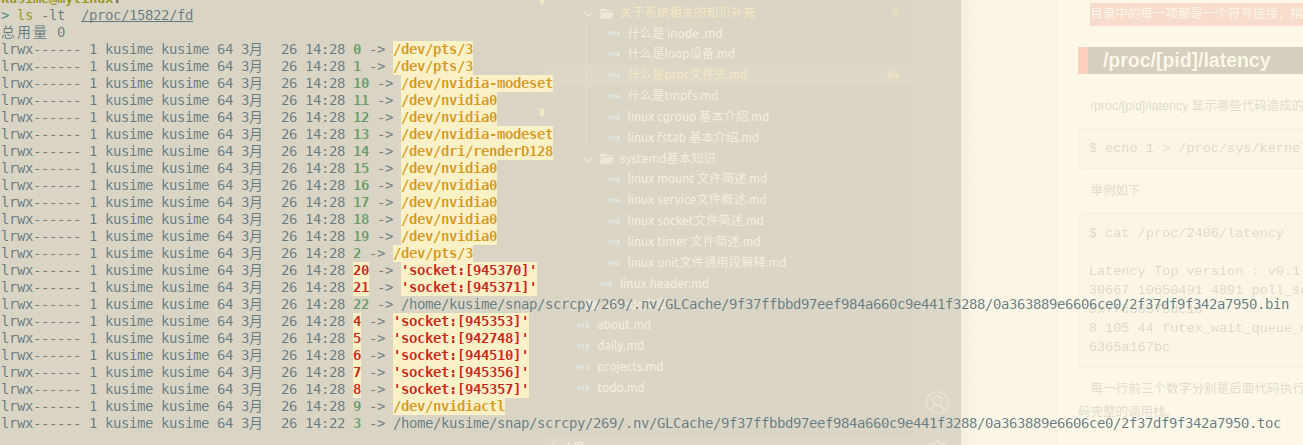 > ls -lt /proc/15822/fd
总用量 0
lrwx------ 1 kusime kusime 64 3月 26 14:28 0 -> /dev/pts/3
lrwx------ 1 kusime kusime 64 3月 26 14:28 1 -> /dev/pts/3
lrwx------ 1 kusime kusime 64 3月 26 14:28 10 -> /dev/nvidia-modeset
lrwx------ 1 kusime kusime 64 3月 26 14:28 11 -> /dev/nvidia0
lrwx------ 1 kusime kusime 64 3月 26 14:28 12 -> /dev/nvidia0
lrwx------ 1 kusime kusime 64 3月 26 14:28 13 -> /dev/nvidia-modeset
lrwx------ 1 kusime kusime 64 3月 26 14:28 14 -> /dev/dri/renderD128
lrwx------ 1 kusime kusime 64 3月 26 14:28 15 -> /dev/nvidia0
lrwx------ 1 kusime kusime 64 3月 26 14:28 16 -> /dev/nvidia0
lrwx------ 1 kusime kusime 64 3月 26 14:28 17 -> /dev/nvidia0
lrwx------ 1 kusime kusime 64 3月 26 14:28 18 -> /dev/nvidia0
lrwx------ 1 kusime kusime 64 3月 26 14:28 19 -> /dev/nvidia0
lrwx------ 1 kusime kusime 64 3月 26 14:28 2 -> /dev/pts/3
lrwx------ 1 kusime kusime 64 3月 26 14:28 20 -> 'socket:[945370]'
lrwx------ 1 kusime kusime 64 3月 26 14:28 21 -> 'socket:[945371]'
lrwx------ 1 kusime kusime 64 3月 26 14:28 22 -> /home/kusime/snap/scrcpy/269/.nv/GLCache/9f37ffbbd97eef984a660c9e441f3288/0a363889e6606ce0/2f37df9f342a7950.bin
lrwx------ 1 kusime kusime 64 3月 26 14:28 4 -> 'socket:[945353]'
lrwx------ 1 kusime kusime 64 3月 26 14:28 5 -> 'socket:[942748]'
lrwx------ 1 kusime kusime 64 3月 26 14:28 6 -> 'socket:[944510]'
lrwx------ 1 kusime kusime 64 3月 26 14:28 7 -> 'socket:[945356]'
lrwx------ 1 kusime kusime 64 3月 26 14:28 8 -> 'socket:[945357]'
lrwx------ 1 kusime kusime 64 3月 26 14:28 9 -> /dev/nvidiactl
lrwx------ 1 kusime kusime 64 3月 26 14:22 3 -> /home/kusime/snap/scrcpy/269/.nv/GLCache/9f37ffbbd97eef984a660c9e441f3288/0a363889e6606ce0/2f37df9f342a7950.toc
关于系统相关的知识补充
什么是 inode .md
什么是loop设备.md
什么是proc文件夹.md 9+
什么是tmpfs.md
linux cgroup 基本介绍.md
linux fstab 基本介绍.md
systemd基本知识
linux mount 文件简述.md
linux service文件概述.md
linux socket文件简述.md
linux timer 文件简述.md
linux unit文件通用段解释.md
linux header.md
about.md
daily.md
projects.md
todo.md
目录中的每一项都是一个符号链接，指
/proc/[pid]/latency
/proc/[pid]/latency 显示哪些代码造成的
$ echo 1 > /proc/sys/kerne
举例如下
$ cat /proc/2406/latency
Latency Top version : v0.1
30667 10650491 4891 poll_s
8 105 44 futex_wait_queue_m
6365a167bc
每一行前三个数字分别是后面代码执行
码完整的调用栈。